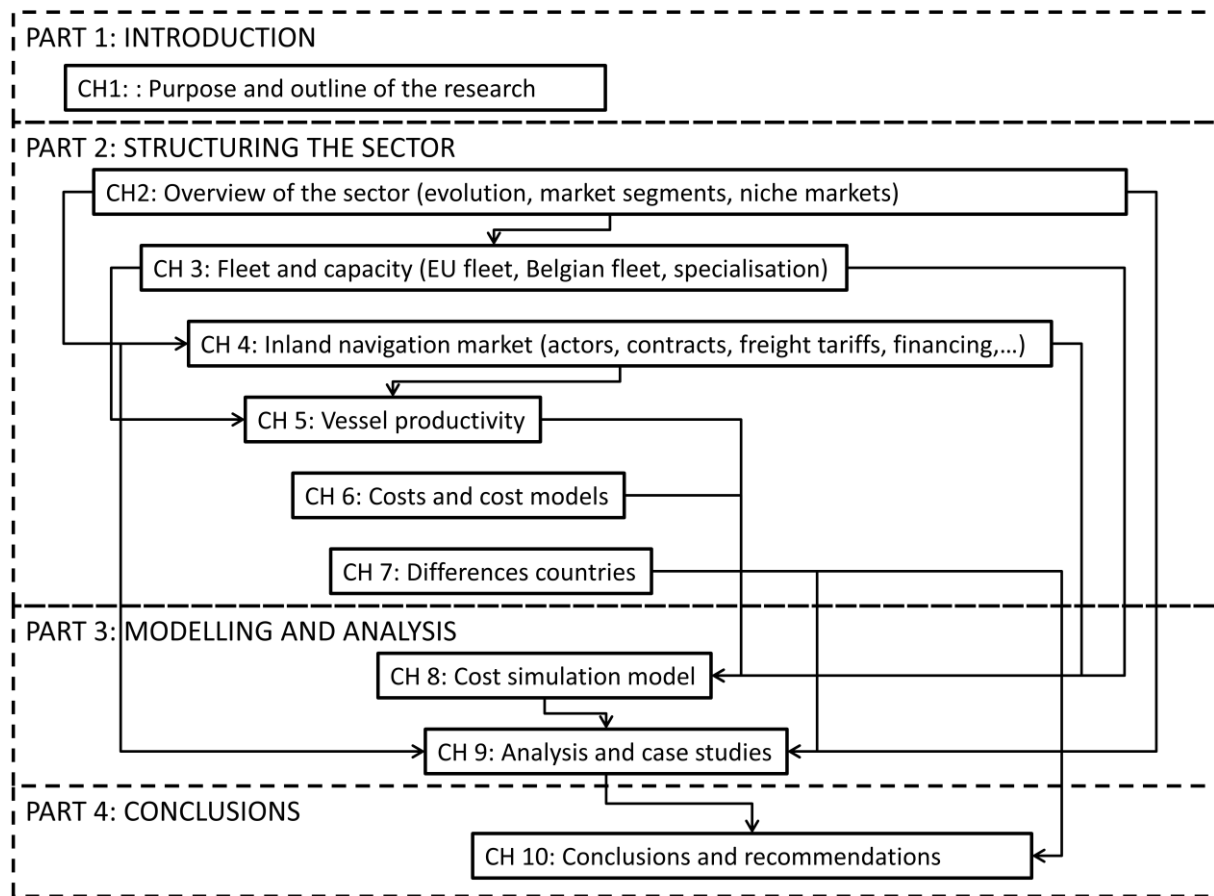 PART 1: INTRODUCTION
CH1: : Purpose and outline of the research
PART 2: STRUCTURING THE SECTOR
CH2: Overview of the sector (evolution, market segments, niche markets)
CH 3: Fleet and capacity (EU fleet, Belgian fleet, specialisation)
CH 4: Inland navigation market (actors, contracts, freight tariffs, financing,...)
CH 5: Vessel productivity
CH 6: Costs and cost models
CH 7: Differences countries
PART 3: MODELLING AND ANALYSIS
CH 8: Cost simulation model
CH 9: Analysis and case studies
PART 4: CONCLUSIONS
CH 10: Conclusions and recommendations